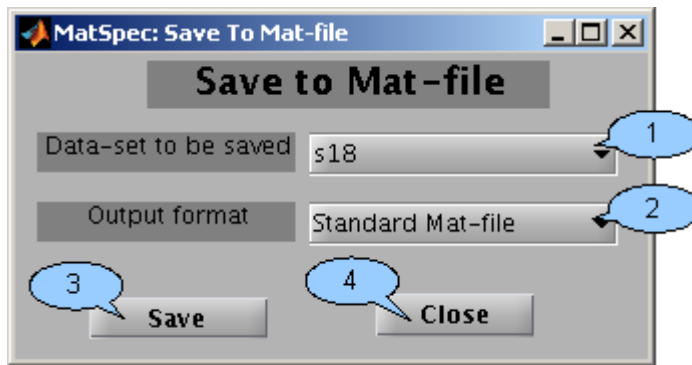 MatSpec: Save To Mat-file
Save to Mat-file
Data-set to be saved
s18
1
Output format
Standard Mat-file
2
3
Save
4
Close